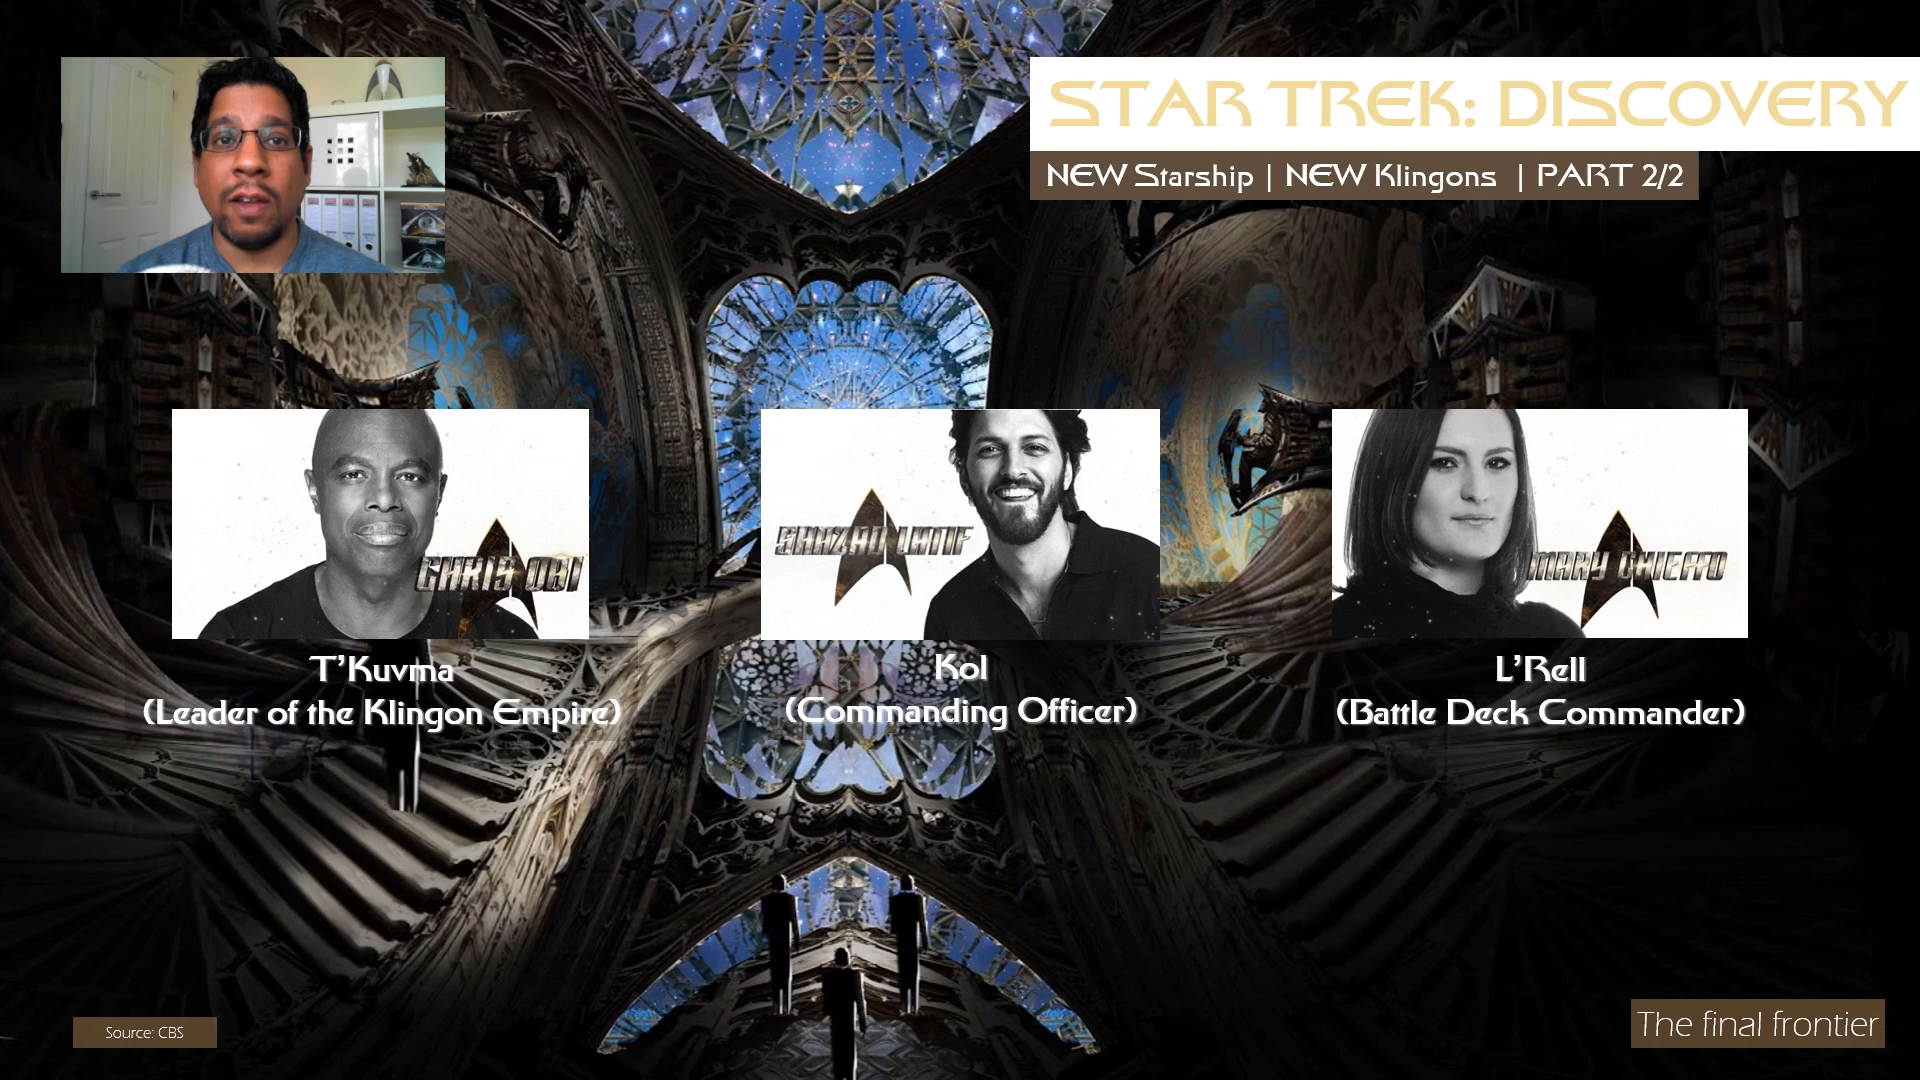 STAR TREK: DISCOVERY
NEW Starship | NEW Klingons | PART 2/2
CHRIS OBI
SHAZAD LATIF
MARY CHIEFFO
T'Kuvma
(Leader of the Klingon Empire)
Kol
(Commanding Officer)
L'Rell
(Battle Deck Commander)
Source: CBS
The final frontier